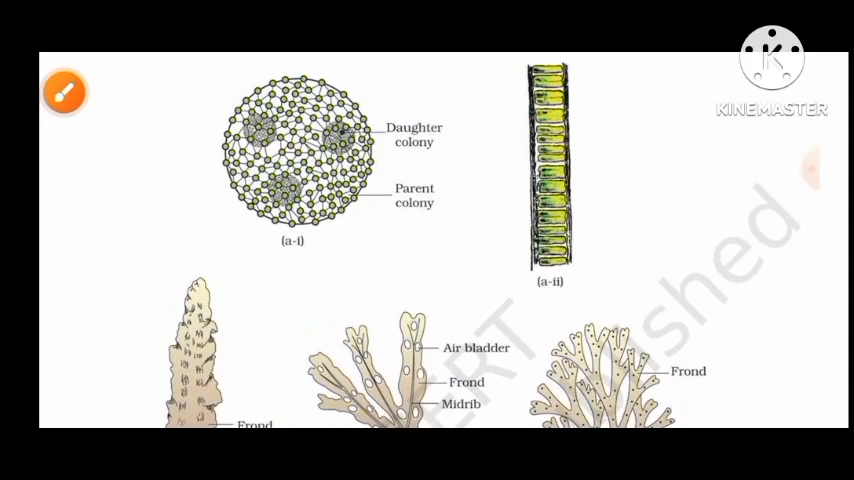 KINEMASTER
Daughter
colony
Parent
colony
(a-i)
(a-ii)
Air bladder
Frond
Midrib
Frond
Frond